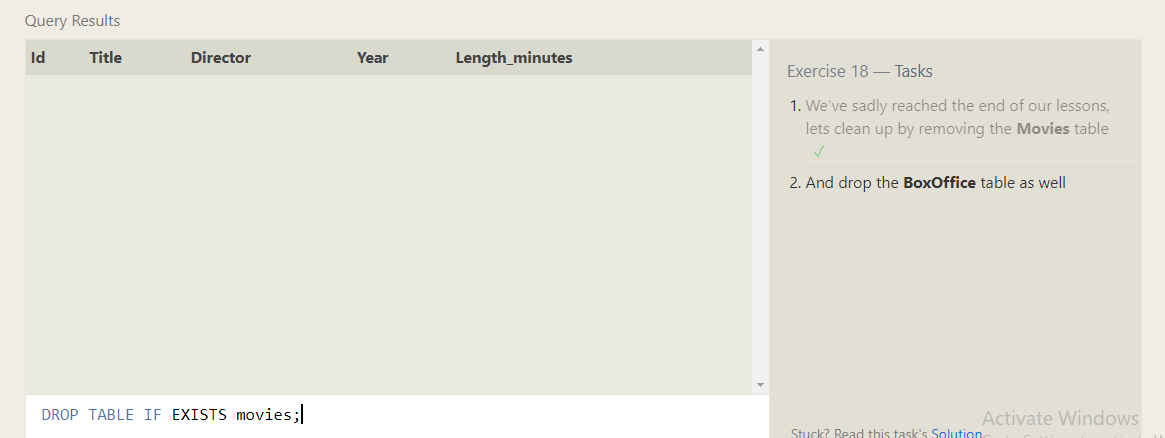 Query Results
Id Title Director Year Length_minutes
Exercise 18 — Tasks
1. We've sadly reached the end of our lessons,
lets clean up by removing the Movies table
✓
2. And drop the BoxOffice table as well
DROP TABLE IF EXISTS movies;
Activate Windows
Stuck? Read this task's Solution